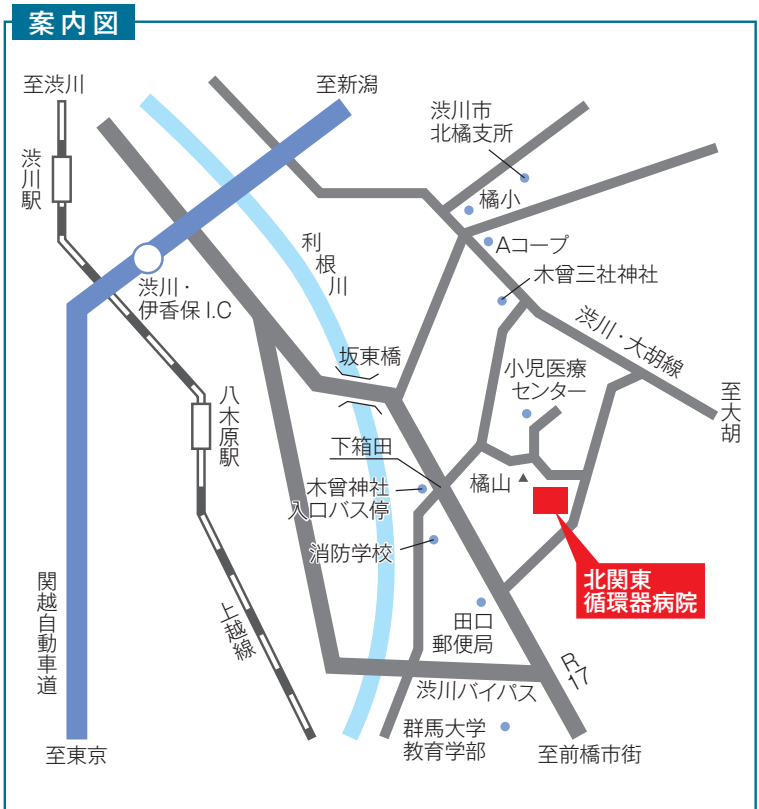 案内図
至渋川
至新潟
渋川市
北橘支所
渋川駅
橘小
利根川
Aコープ
木曾三社神社
渋川・
伊香保 I.C
渋川・大胡線
坂東橋
小児医療
センター
至大胡
八木原駅
下箱田
木曾神社
入口バス停
橘山
消防学校
北関東
循環器病院
関越自動車道
上越線
田口
郵便局
R17
渋川バイパス
群馬大学
教育学部
至東京
至前橋市街